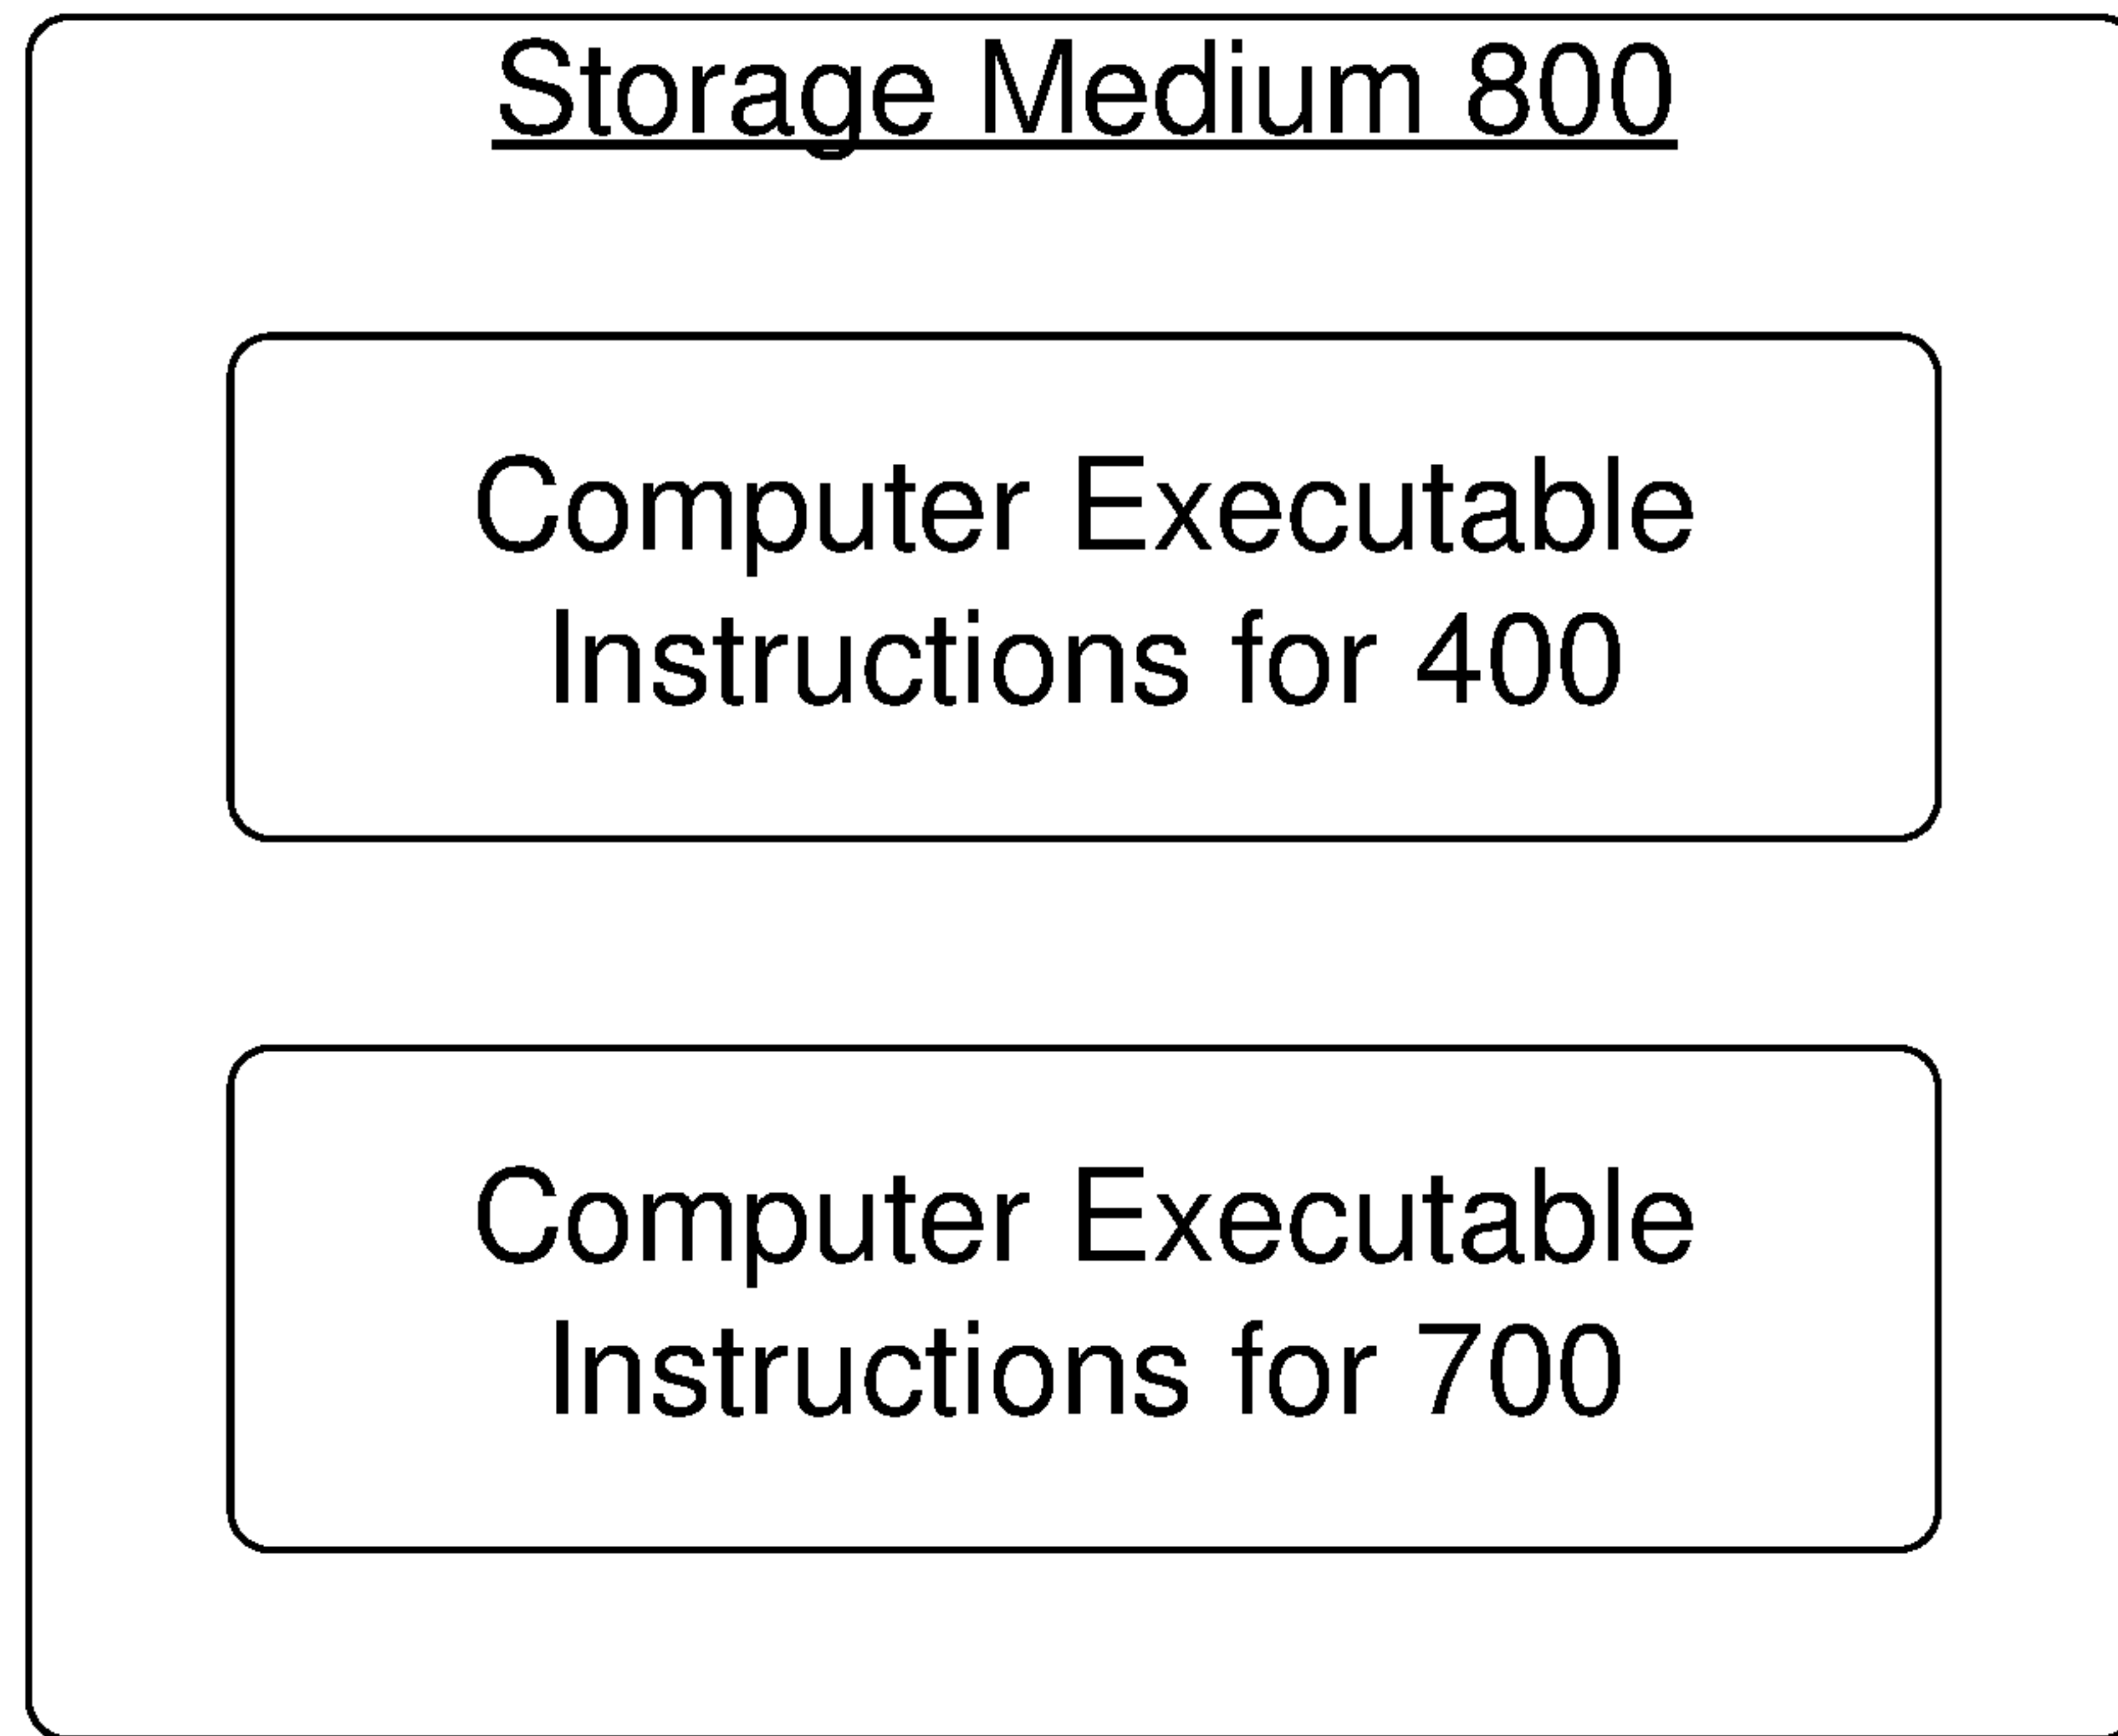 Storage Medium 800
Computer Executable
Instructions for 400
Computer Executable
Instructions for 700